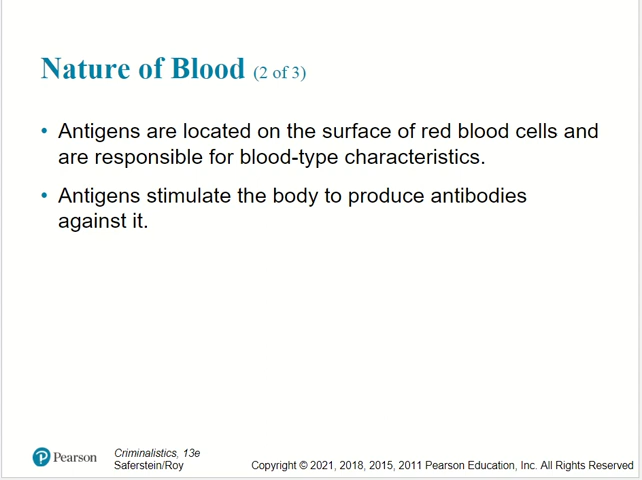 Nature of Blood (2 of 3)
• Antigens are located on the surface of red blood cells and
are responsible for blood-type characteristics.
• Antigens stimulate the body to produce antibodies
against it.
Pearson
Criminalistics, 13e
Saferstein/Roy
Copyright © 2021, 2018, 2015, 2011 Pearson Education, Inc. All Rights Reserved